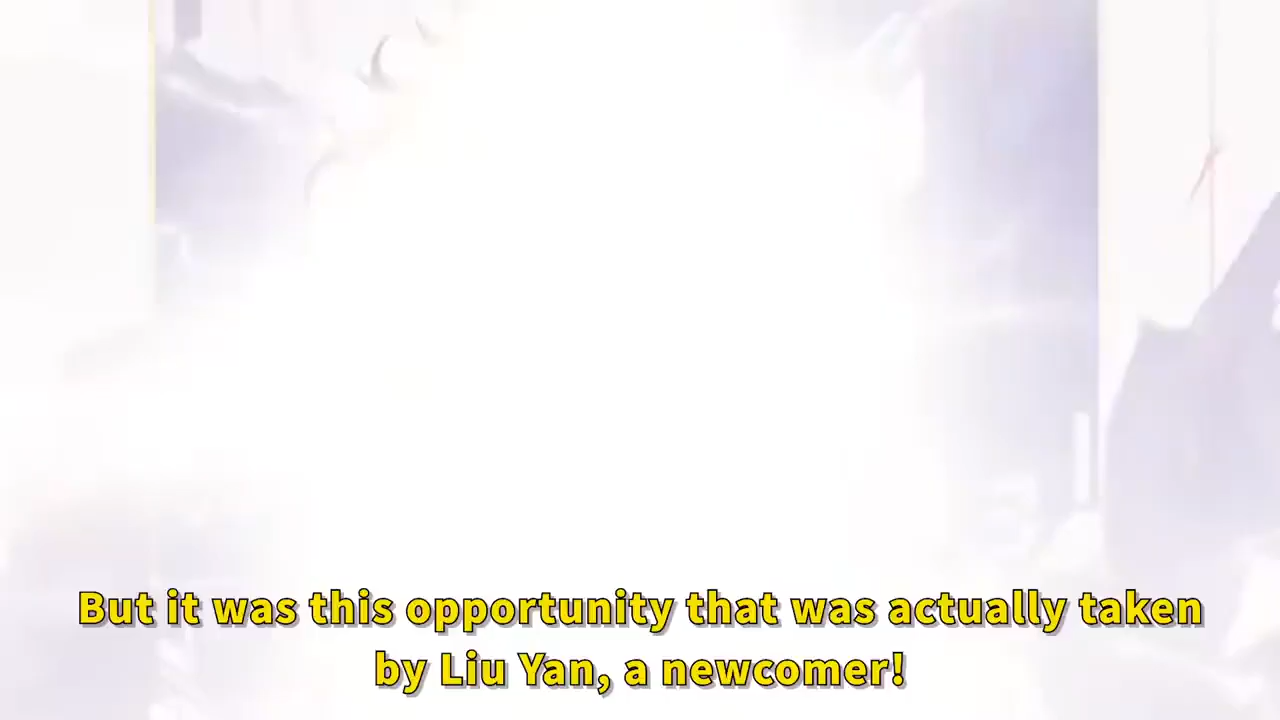 But it was this opportunity that was actually taken
by Liu Yan, a newcomer!